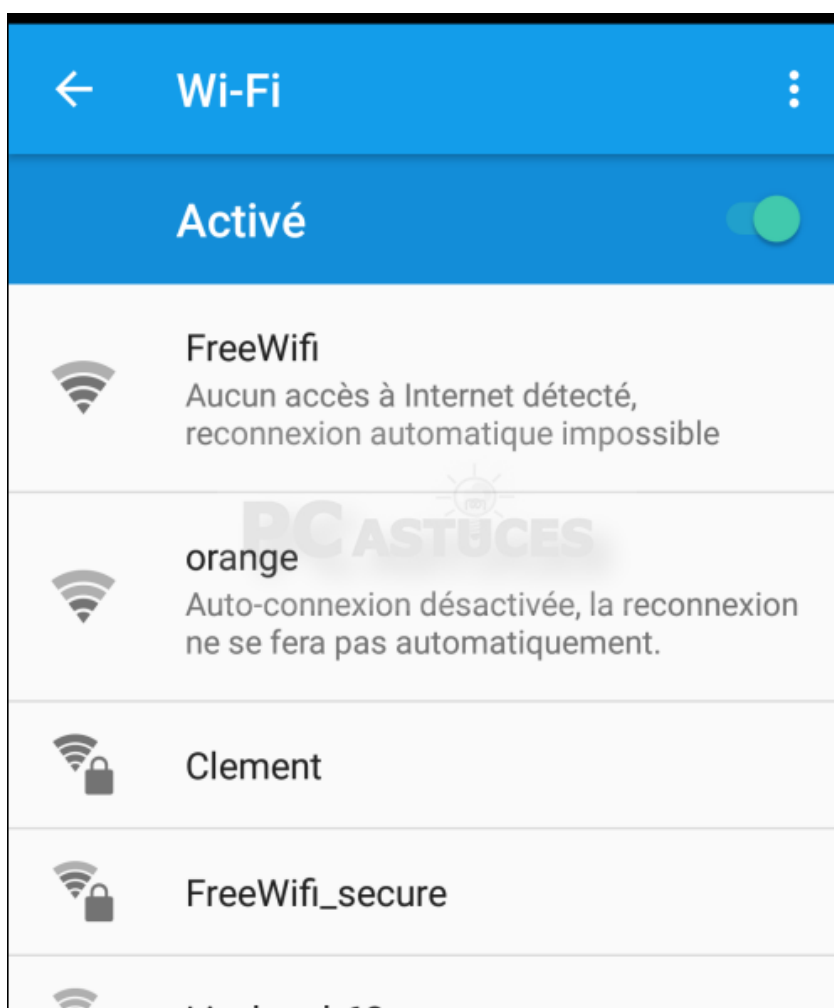 Wi-Fi
Activé
FreeWifi
Aucun accès à Internet détecté,
reconnexion automatique impossible
PC ASTUCES
orange
Auto-connexion désactivée, la reconnexion
ne se fera pas automatiquement.
Clement
FreeWifi_secure